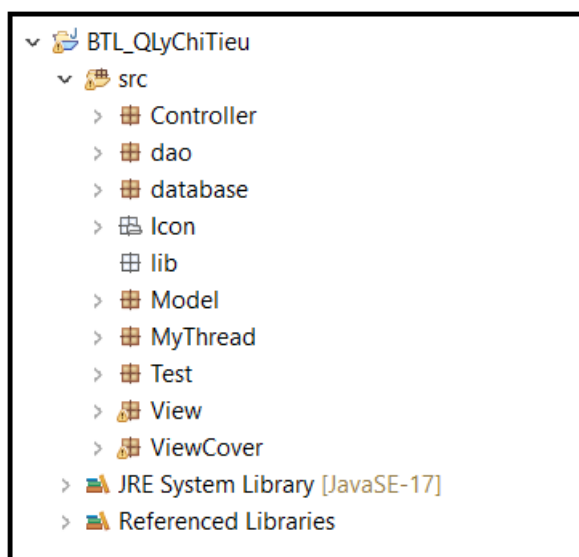 BTL_QLyChiTieu
src
Controller
dao
database
Icon
lib
Model
MyThread
Test
View
ViewCover
JRE System Library [JavaSE-17]
Referenced Libraries